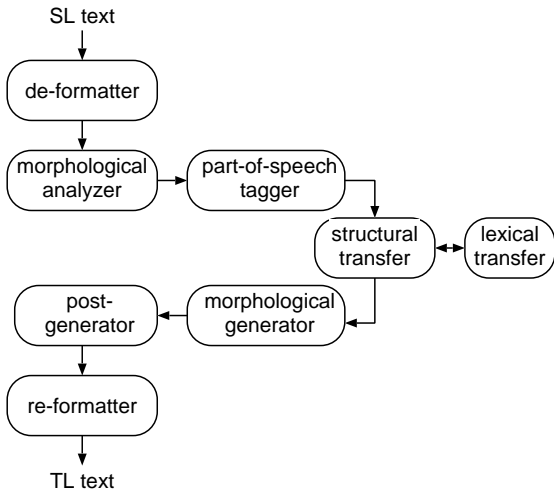 SL text
de-formatter
morphological
analyzer
part-of-speech
tagger
structural
transfer
lexical
transfer
morphological
generator
post-
generator
re-formatter
TL text